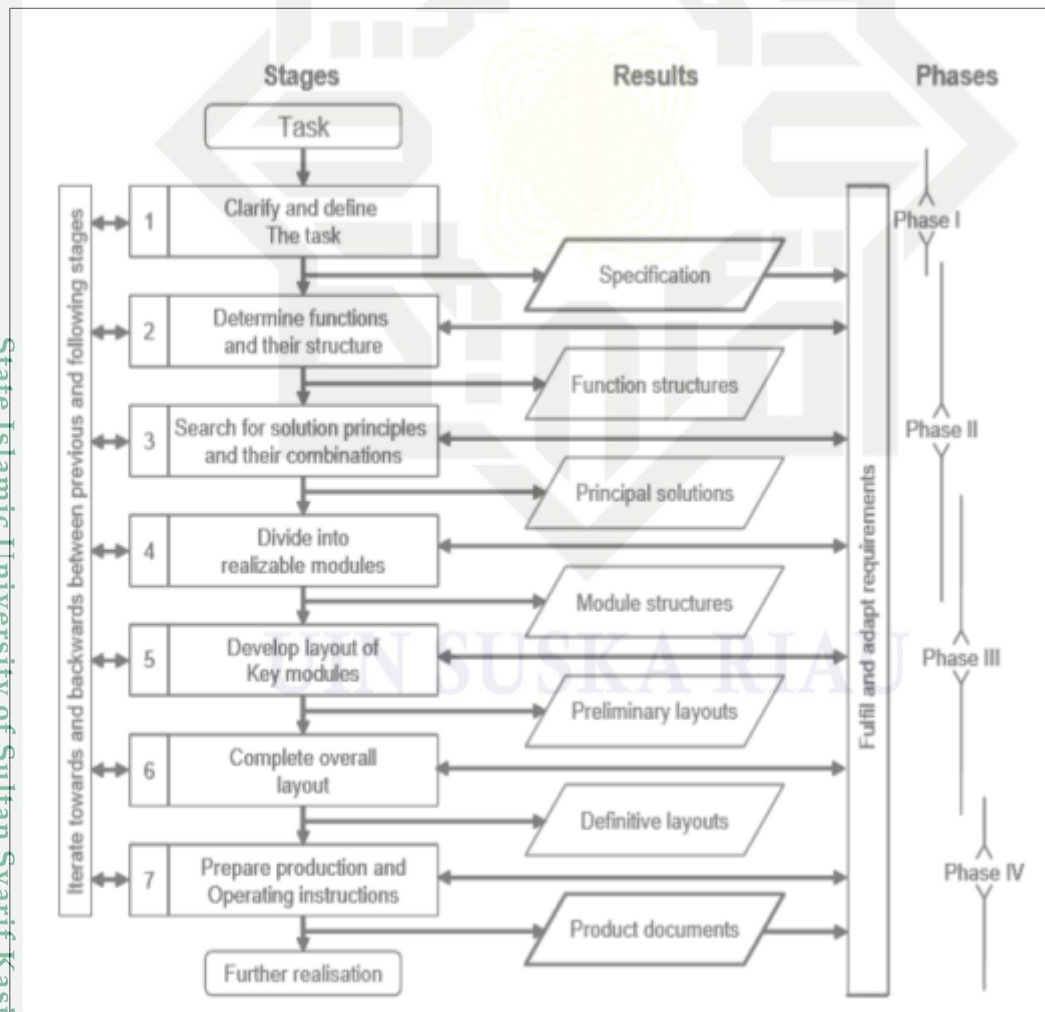 Stages
Results
Phases
Task
1
Clarify and define
The task
Phase I
Specification
2
Determine functions
and their structure
Function structures
3
Search for solution principles
and their combinations
Phase II
Principal solutions
4
Divide into
realizable modules
Module structures
5
Develop layout of
Key modules
Phase III
Preliminary layouts
6
Complete overall
layout
Definitive layouts
7
Prepare production and
Operating instructions
Phase IV
Product documents
Further realisation
Iterate towards and backwards between previous and following stages
Fulfil and adapt requirements
UIN SUSKA RIAU
State Islamic University of Sultan Syarif